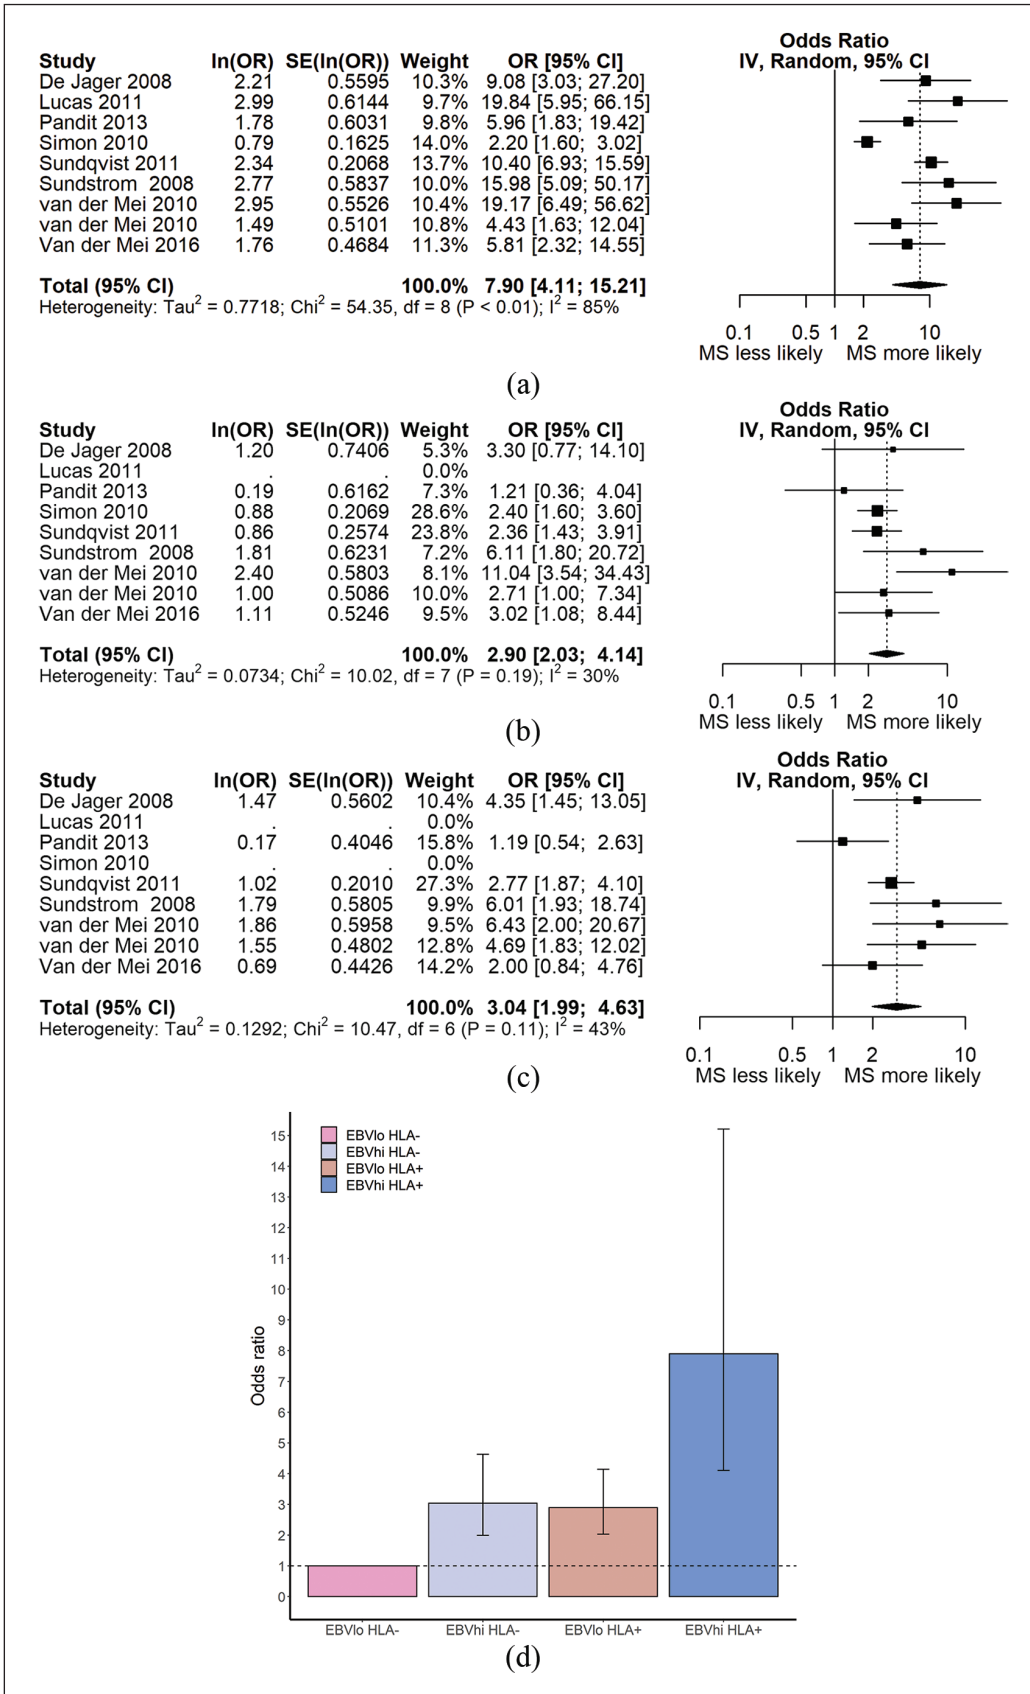 Odds Ratio
Study ln(OR) SE(ln(OR)) Weight OR [95% CI] IV, Random, 95% CI
De Jager 2008 2.21 0.5595 10.3% 9.08 [3.03; 27.20]
Lucas 2011 2.99 0.6144 9.7% 19.84 [5.95; 66.15]
Pandit 2013 1.78 0.6031 9.8% 5.96 [1.83; 19.42]
Simon 2010 0.79 0.1625 14.0% 2.20 [1.60; 3.02]
Sundqvist 2011 2.34 0.2068 13.7% 10.40 [6.93; 15.59]
Sundstrom 2008 2.77 0.5837 10.0% 15.98 [5.09; 50.17]
van der Mei 2010 2.95 0.5526 10.4% 19.17 [6.49; 56.62]
van der Mei 2010 1.49 0.5101 10.8% 4.43 [1.63; 12.04]
Van der Mei 2016 1.76 0.4684 11.3% 5.81 [2.32; 14.55]
Total (95% CI) 100.0% 7.90 [4.11; 15.21]
Heterogeneity: Tau² = 0.7718; Chi² = 54.35, df = 8 (P < 0.01); I² = 85%
0.1 0.5 1 2 10
MS less likely MS more likely
(a)
Odds Ratio
Study ln(OR) SE(ln(OR)) Weight OR [95% CI] IV, Random, 95% CI
De Jager 2008 1.20 0.7406 5.3% 3.30 [0.77; 14.10]
Lucas 2011 . . 0.0%
Pandit 2013 0.19 0.6162 7.3% 1.21 [0.36; 4.04]
Simon 2010 0.88 0.2069 28.6% 2.40 [1.60; 3.60]
Sundqvist 2011 0.86 0.2574 23.8% 2.36 [1.43; 3.91]
Sundstrom 2008 1.81 0.6231 7.2% 6.11 [1.80; 20.72]
van der Mei 2010 2.40 0.5803 8.1% 11.04 [3.54; 34.43]
van der Mei 2010 1.00 0.5086 10.0% 2.71 [1.00; 7.34]
Van der Mei 2016 1.11 0.5246 9.5% 3.02 [1.08; 8.44]
Total (95% CI) 100.0% 2.90 [2.03; 4.14]
Heterogeneity: Tau² = 0.0734; Chi² = 10.02, df = 7 (P = 0.19); I² = 30%
0.1 0.5 1 2 10
MS less likely MS more likely
(b)
Odds Ratio
Study ln(OR) SE(ln(OR)) Weight OR [95% CI] IV, Random, 95% CI
De Jager 2008 1.47 0.5602 10.4% 4.35 [1.45; 13.05]
Lucas 2011 . . 0.0%
Pandit 2013 0.17 0.4046 15.8% 1.19 [0.54; 2.63]
Simon 2010 . . 0.0%
Sundqvist 2011 1.02 0.2010 27.3% 2.77 [1.87; 4.10]
Sundstrom 2008 1.79 0.5805 9.9% 6.01 [1.93; 18.74]
van der Mei 2010 1.86 0.5958 9.5% 6.43 [2.00; 20.67]
van der Mei 2010 1.55 0.4802 12.8% 4.69 [1.83; 12.02]
Van der Mei 2016 0.69 0.4426 14.2% 2.00 [0.84; 4.76]
Total (95% CI) 100.0% 3.04 [1.99; 4.63]
Heterogeneity: Tau² = 0.1292; Chi² = 10.47, df = 6 (P = 0.11); I² = 43%
0.1 0.5 1 2 10
MS less likely MS more likely
(c)
EBVlo HLA-
EBVhi HLA-
EBVlo HLA+
EBVhi HLA+
15
14
13
12
11
10
9
8
7
6
5
4
3
2
1
0
Odds ratio
EBVlo HLA- EBVhi HLA- EBVlo HLA+ EBVhi HLA+
(d)